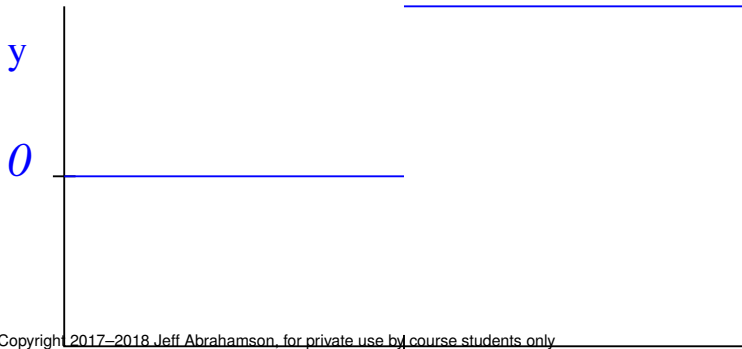 y
0
Copyright 2017–2018 Jeff Abrahamson, for private use by course students only